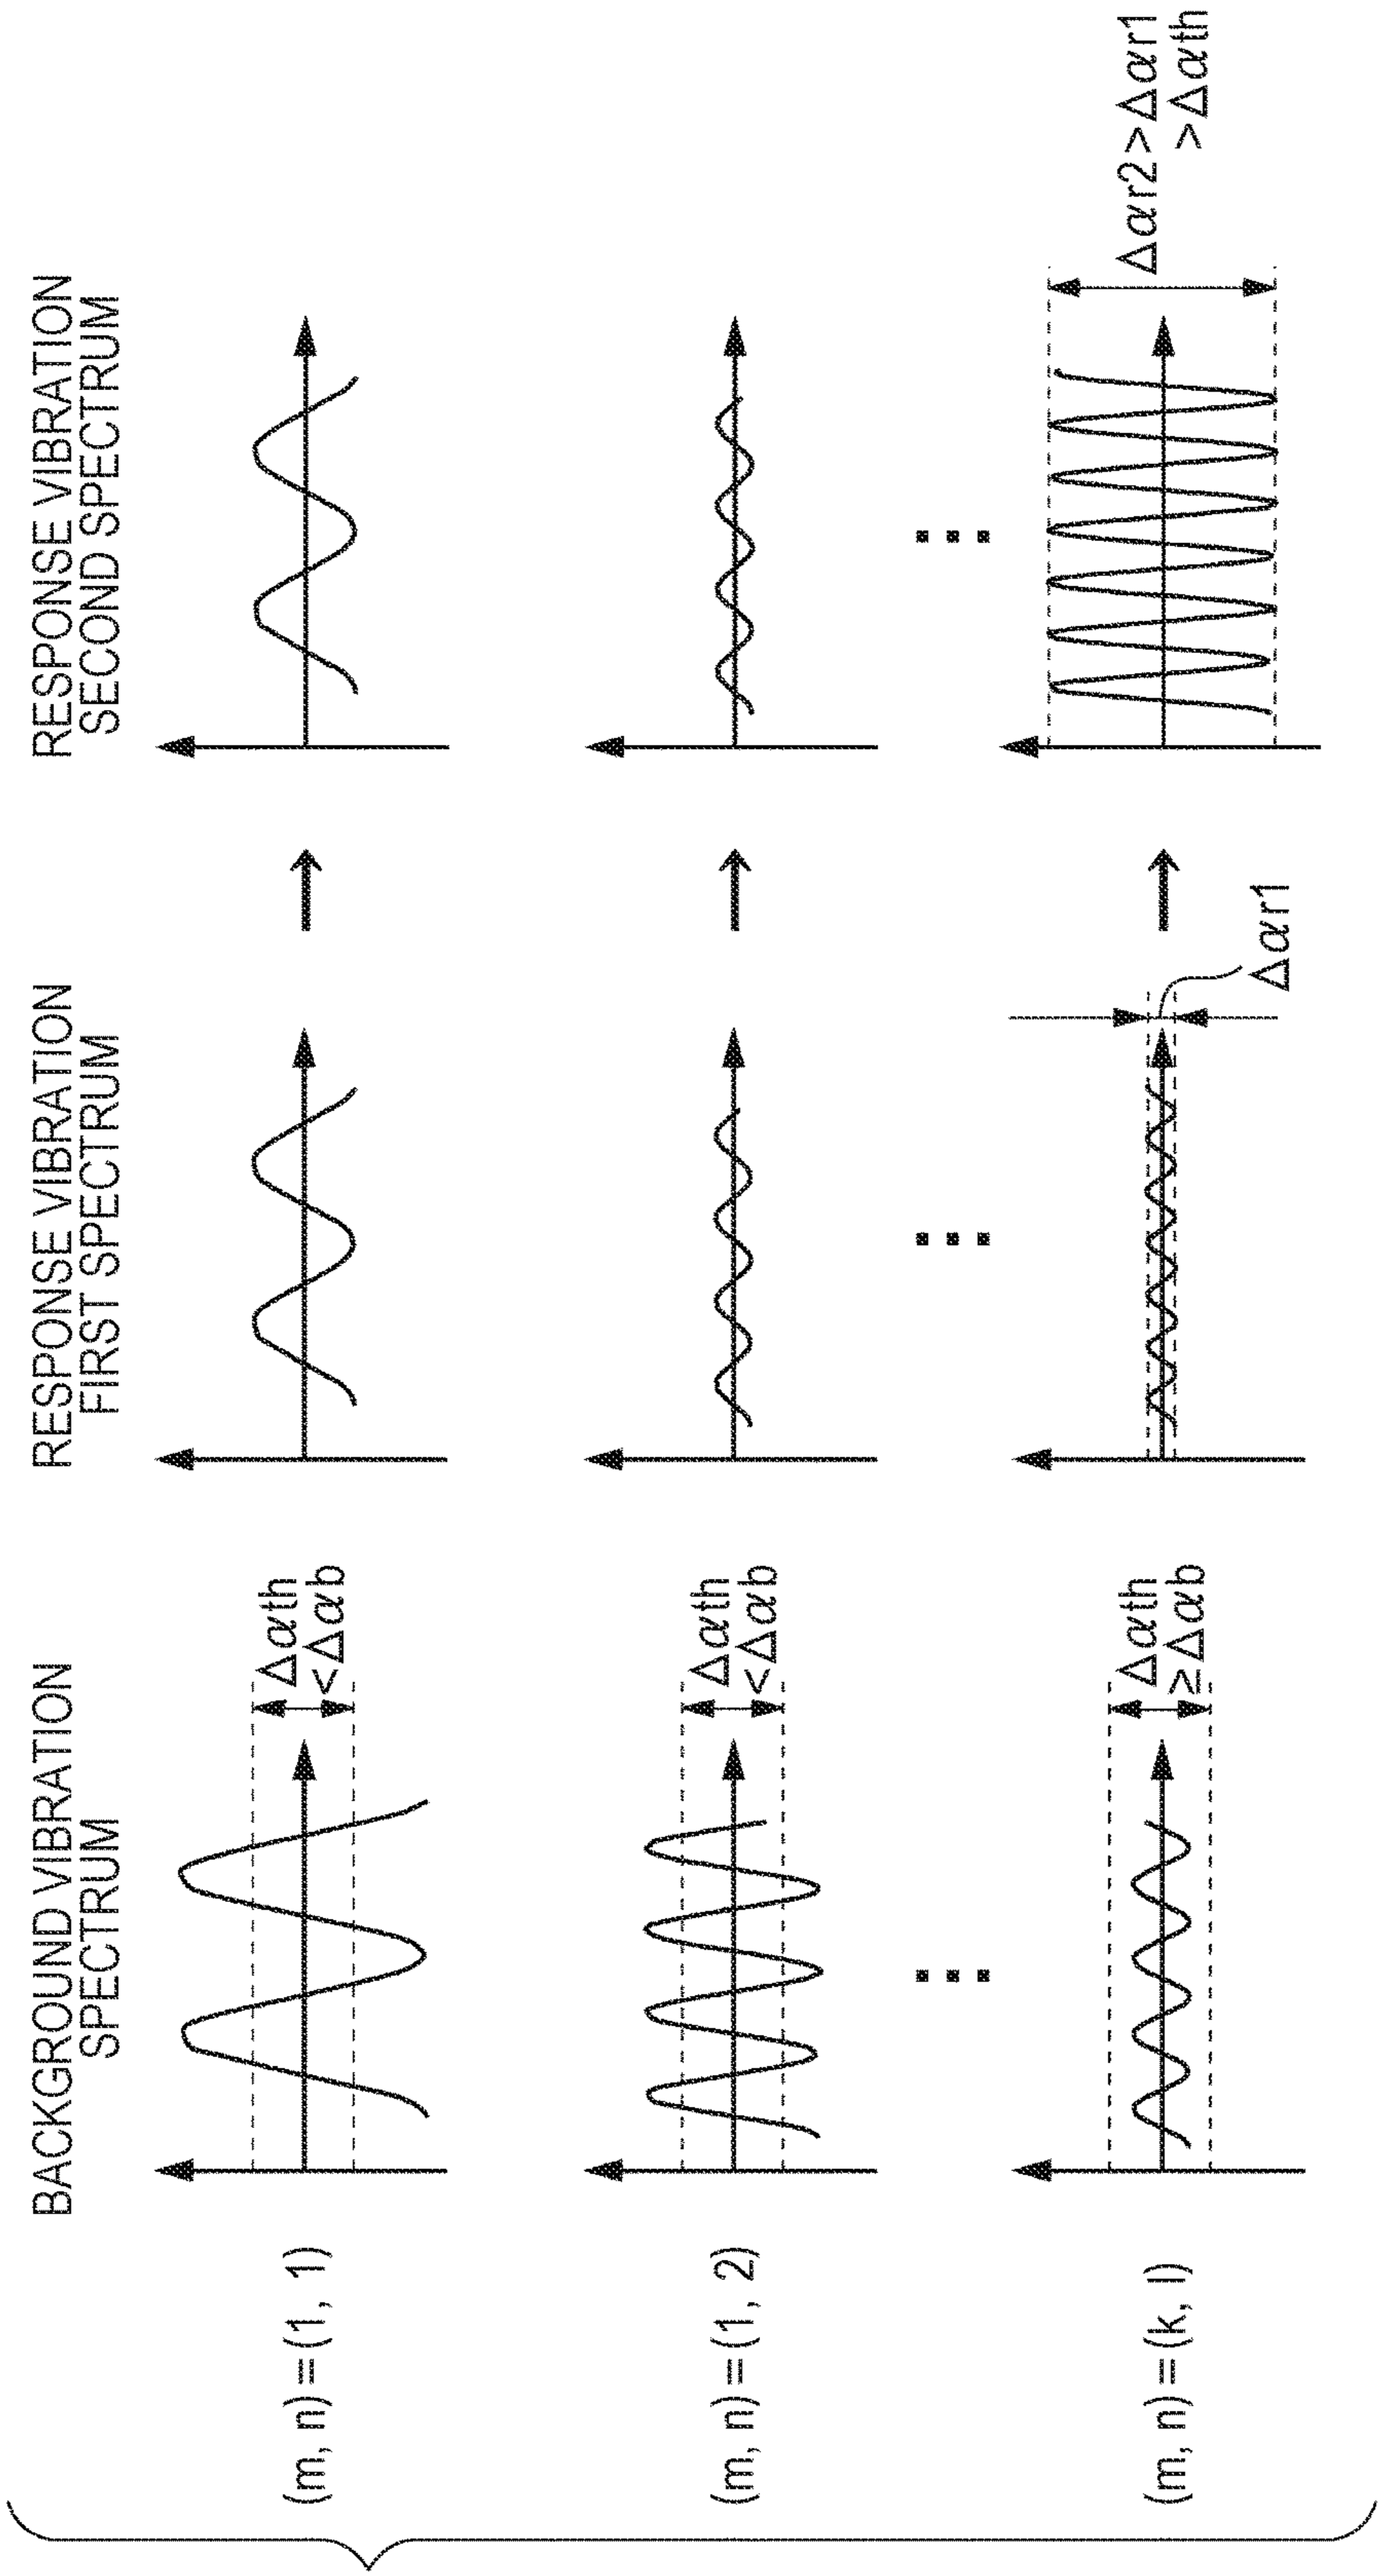 BACKGROUND VIBRATION
SPECTRUM
RESPONSE VIBRATION
FIRST SPECTRUM
RESPONSE VIBRATION
SECOND SPECTRUM
(m, n)=(1, 1)
Δαth
<Δαb
(m, n)=(1, 2)
Δαth
<Δαb
(m, n)=(k, l)
Δαth
≥Δαb
Δαr1
Δαr2>Δαr1
>Δαth